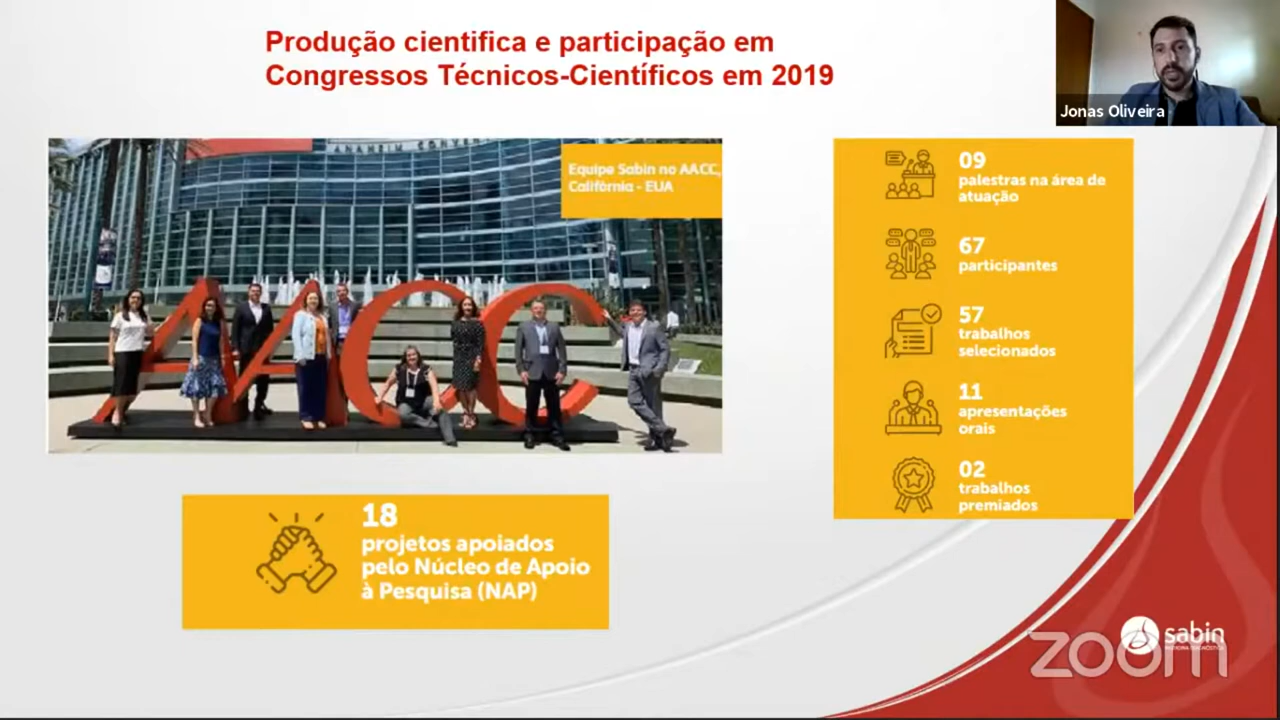 Produção cientifica e participação em
Congressos Técnicos-Científicos em 2019
Jonas Oliveira
ANAHEIM CONVEN
Equipe Sabin no AACC,
Califórnia - EUA
AACC
09
palestras na área de
atuação
67
participantes
57
trabalhos
selecionados
11
apresentações
orais
02
trabalhos
premiados
18
projetos apoiados
pelo Núcleo de Apoio
à Pesquisa (NAP)
sabin
zoom